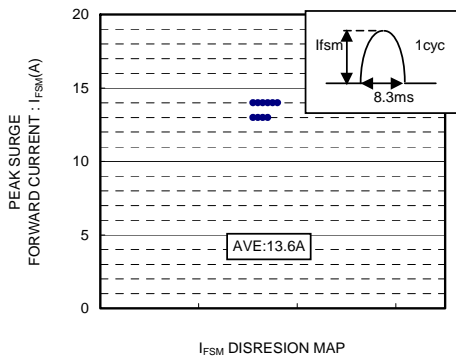 20
15
10
5
0
PEAK SURGE
FORWARD CURRENT : IFSM(A)
Ifsm
1cyc
8.3ms
AVE:13.6A
IFSM DISRESION MAP